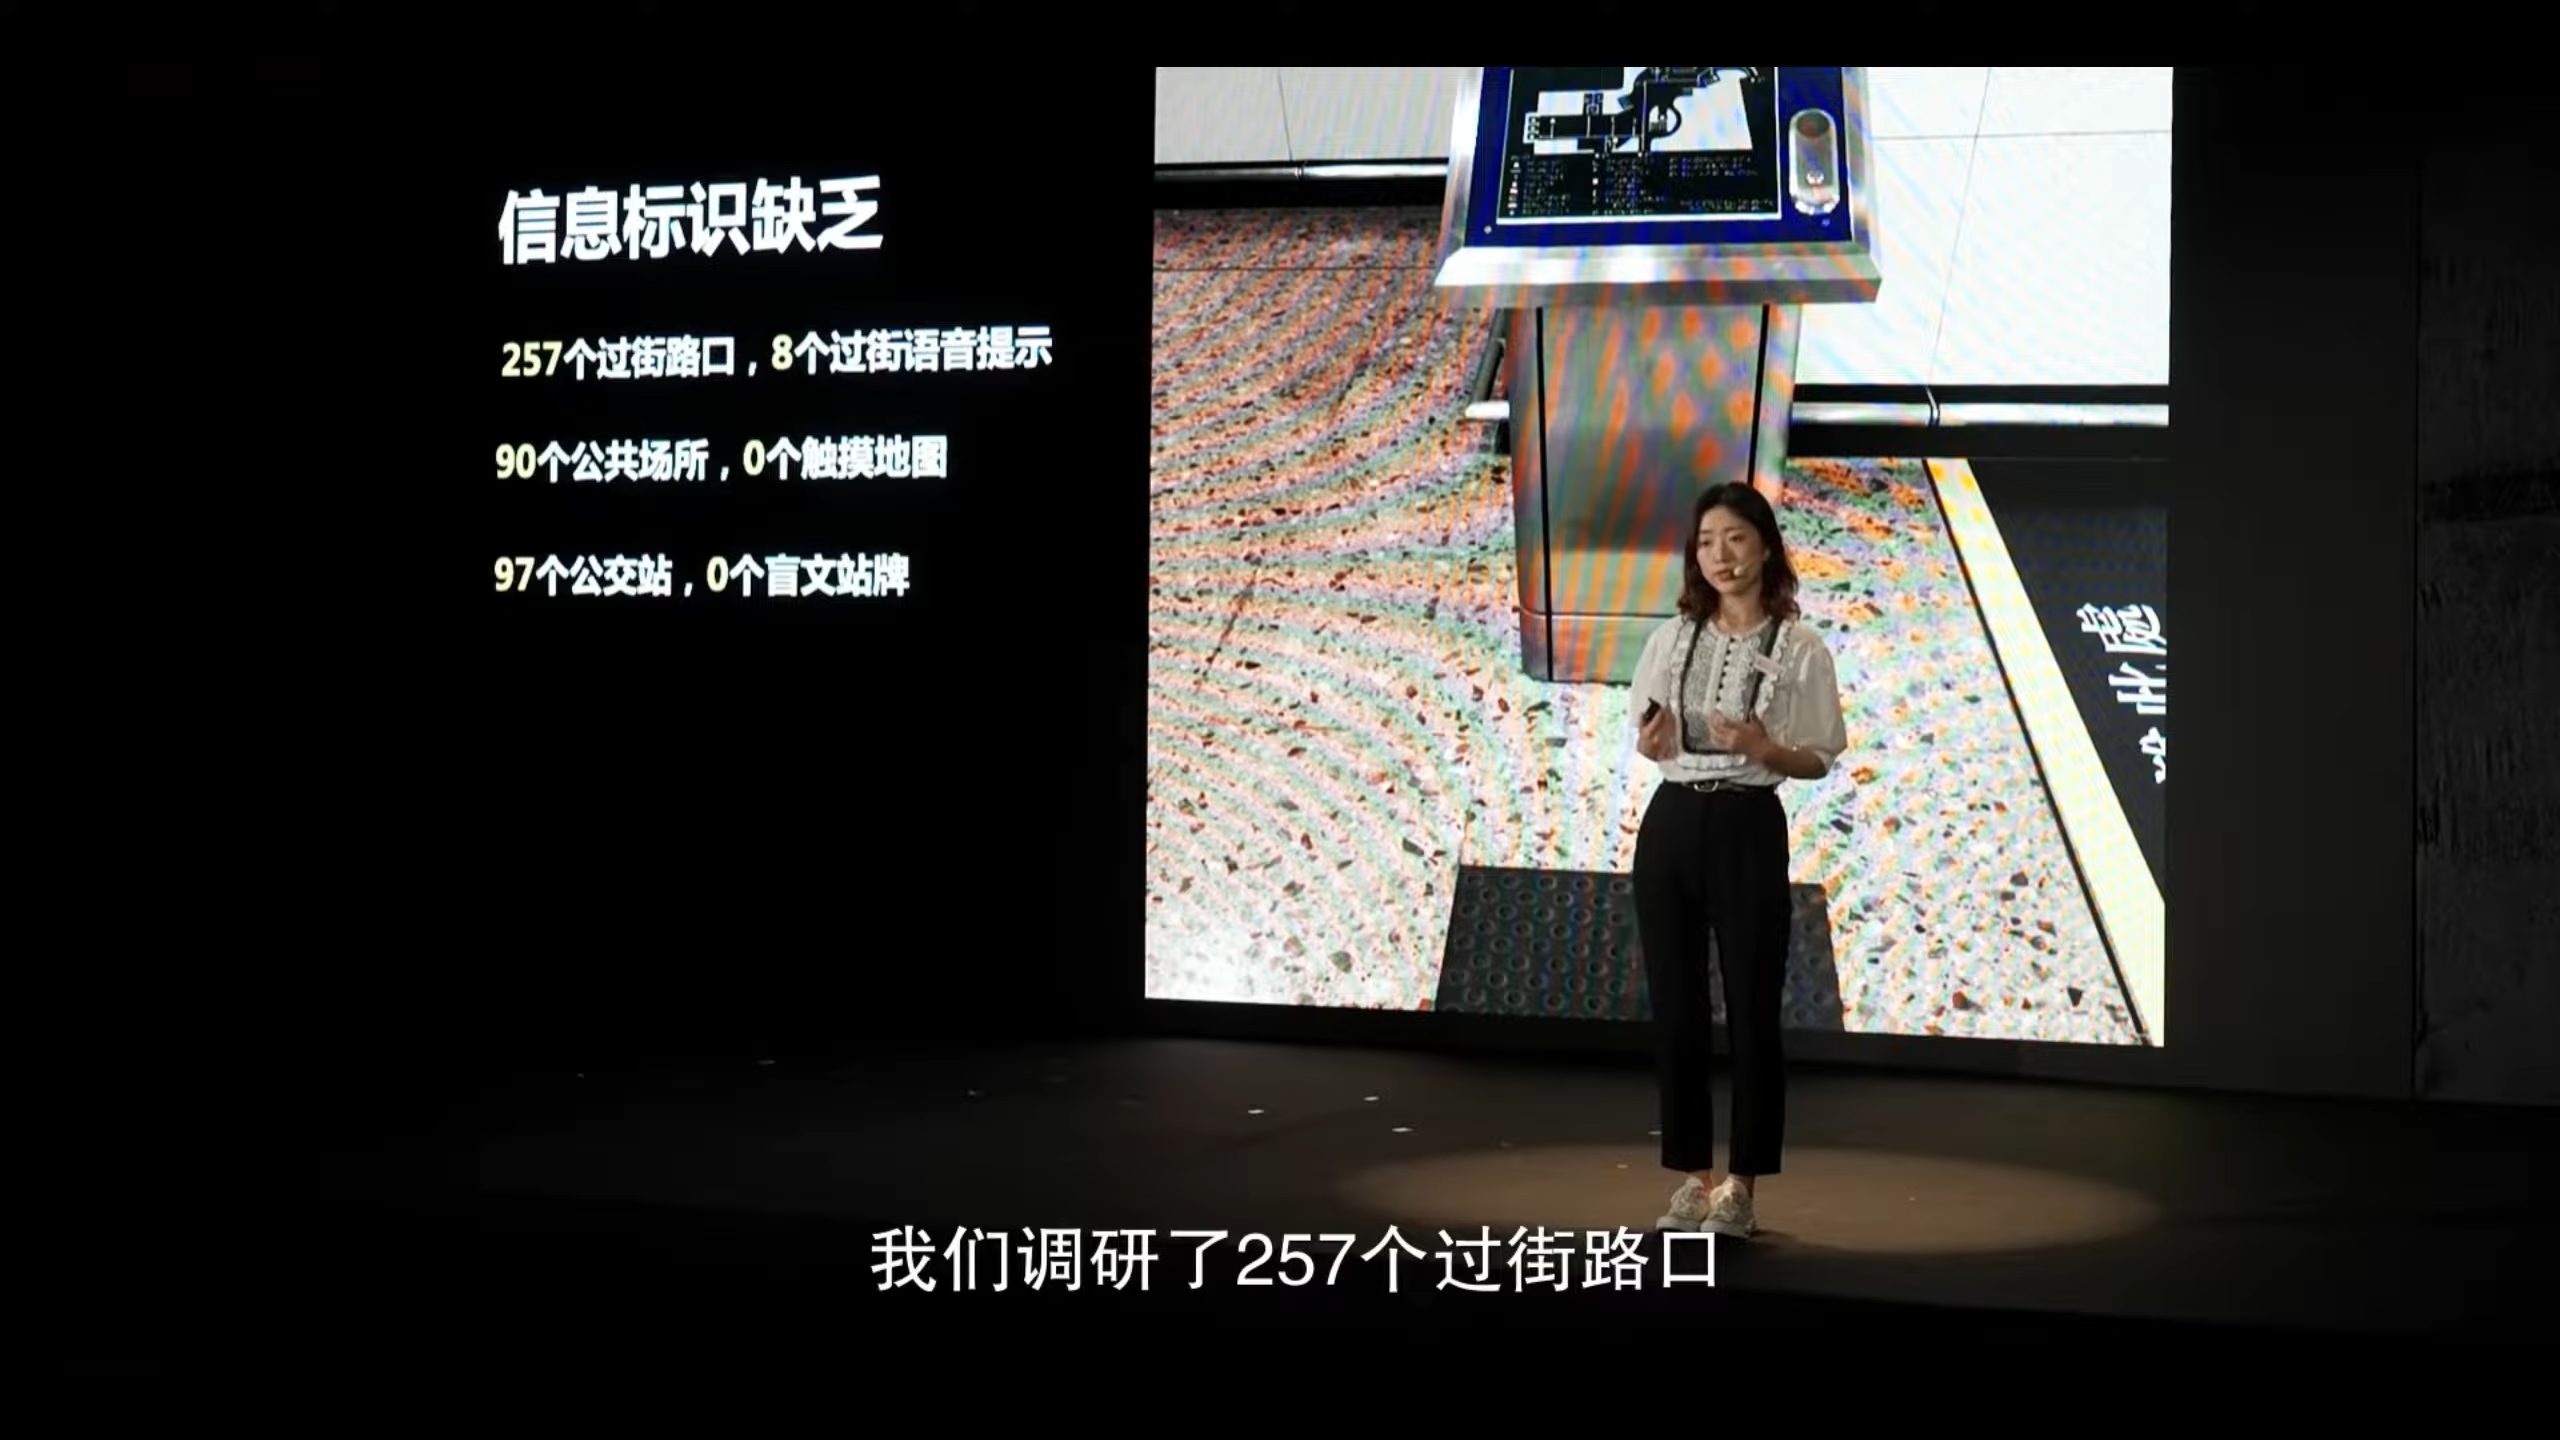 信息标识缺乏
257个过街路口，8个过街语音提示
90个公共场所，0个触摸地图
97个公交站，0个盲文站牌
我们调研了257个过街路口